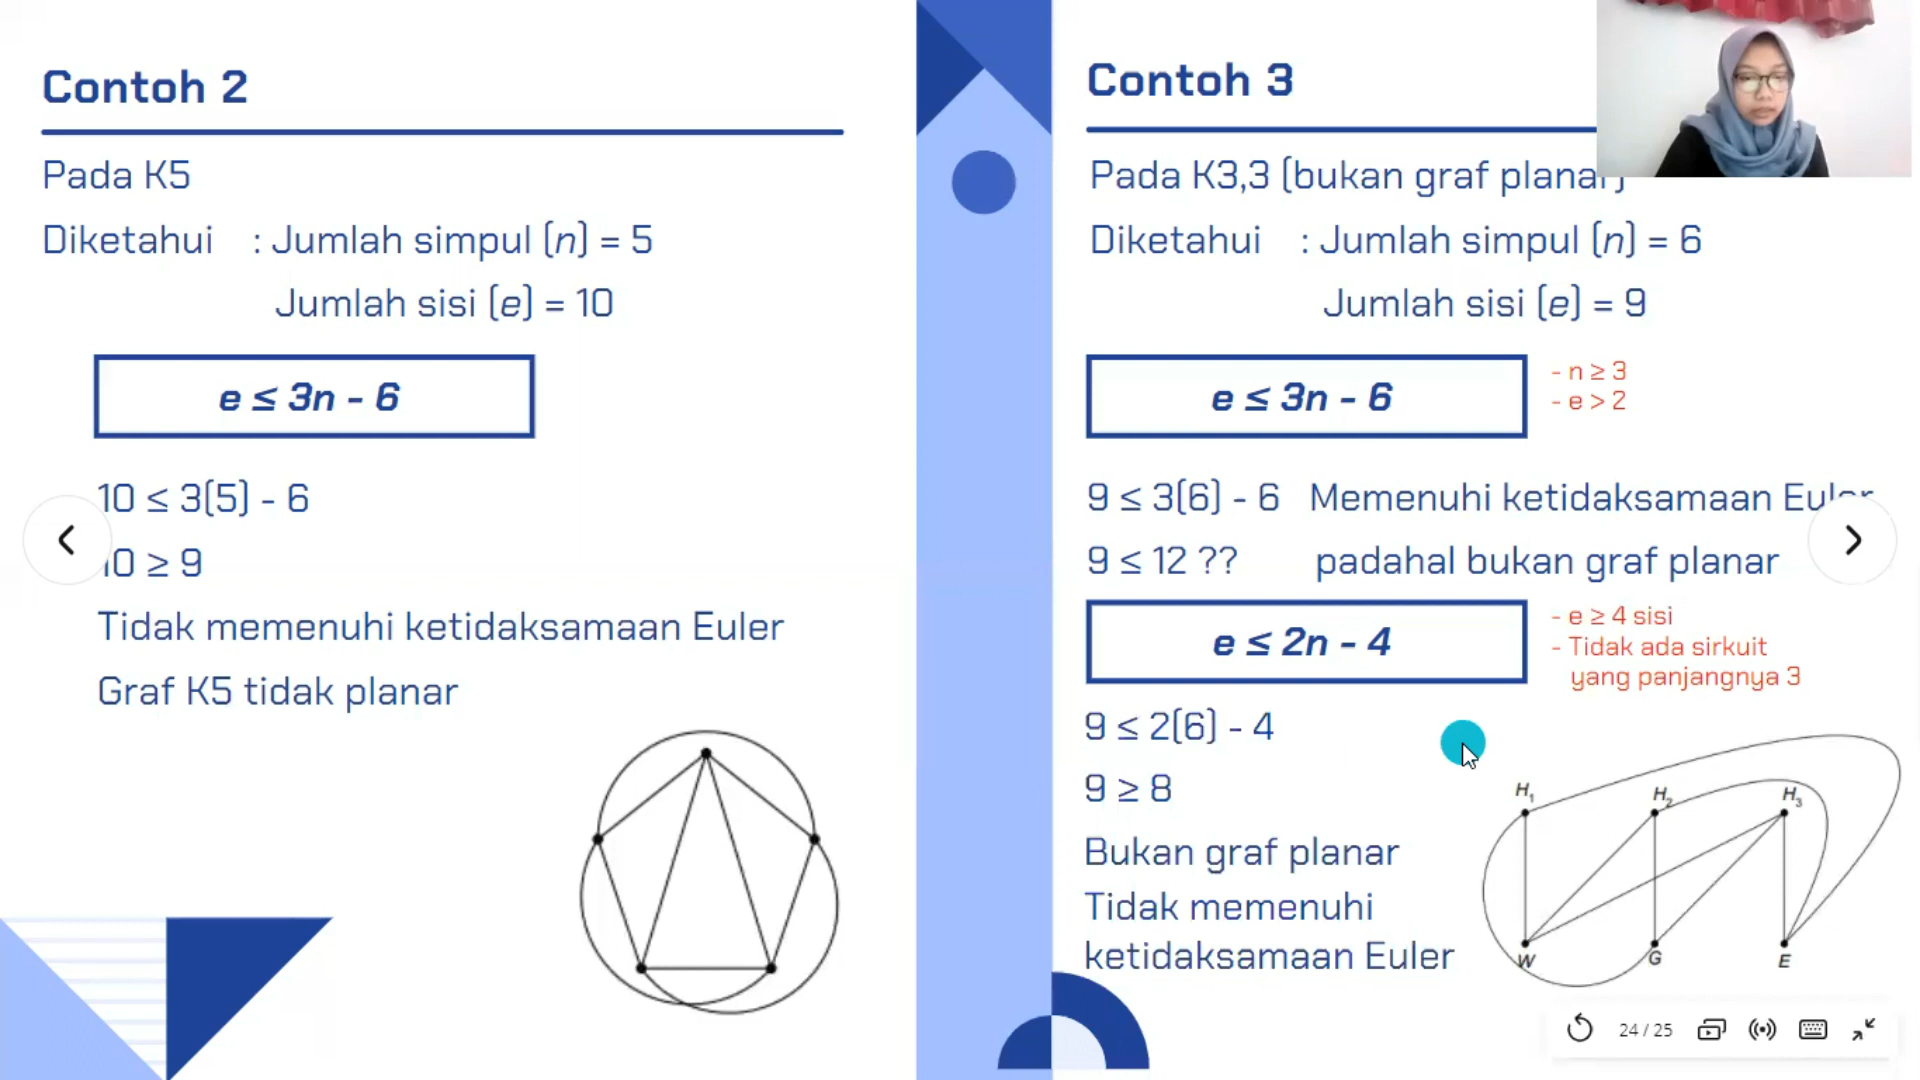 Contoh 2
Pada K5
Diketahui : Jumlah simpul (n) = 5
Jumlah sisi (e) = 10
e ≤ 3n - 6
10 ≤ 3(5) - 6
10 ≥ 9
Tidak memenuhi ketidaksamaan Euler
Graf K5 tidak planar
Contoh 3
Pada K3,3 (bukan graf planar)
Diketahui : Jumlah simpul (n) = 6
Jumlah sisi (e) = 9
e ≤ 3n - 6
- n ≥ 3
- e > 2
9 ≤ 3(6) - 6 Memenuhi ketidaksamaan Euler
9 ≤ 12 ?? padahal bukan graf planar
e ≤ 2n - 4
- e ≥ 4 sisi
- Tidak ada sirkuit
yang panjangnya 3
9 ≤ 2(6) - 4
9 ≥ 8
Bukan graf planar
Tidak memenuhi
ketidaksamaan Euler
H1 H2 H3
W G E
24 / 25